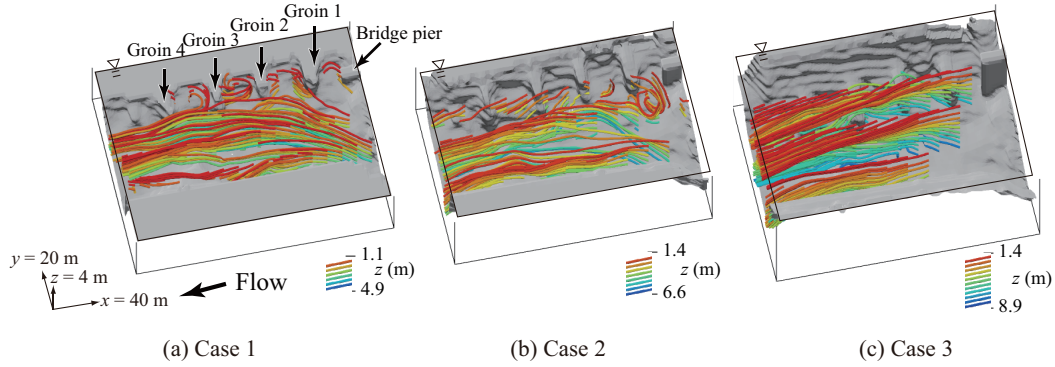 Groin 1
Groin 2
Groin 3
Groin 4
Bridge pier
1.1
z (m)
4.9
1.4
z (m)
6.6
1.4
z (m)
8.9
y = 20 m
z = 4 m
x = 40 m
Flow
(a) Case 1
(b) Case 2
(c) Case 3